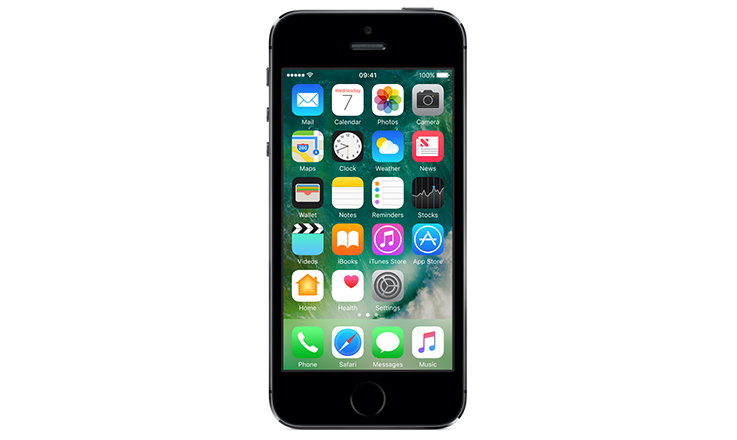 09:41 100%
Wednesday
7
Mail Calendar Photos Camera
280
Maps Clock Weather News
Wallet Notes Reminders Stocks
Videos iBooks iTunes Store App Store
Home Health Settings
Phone Safari Messages Music